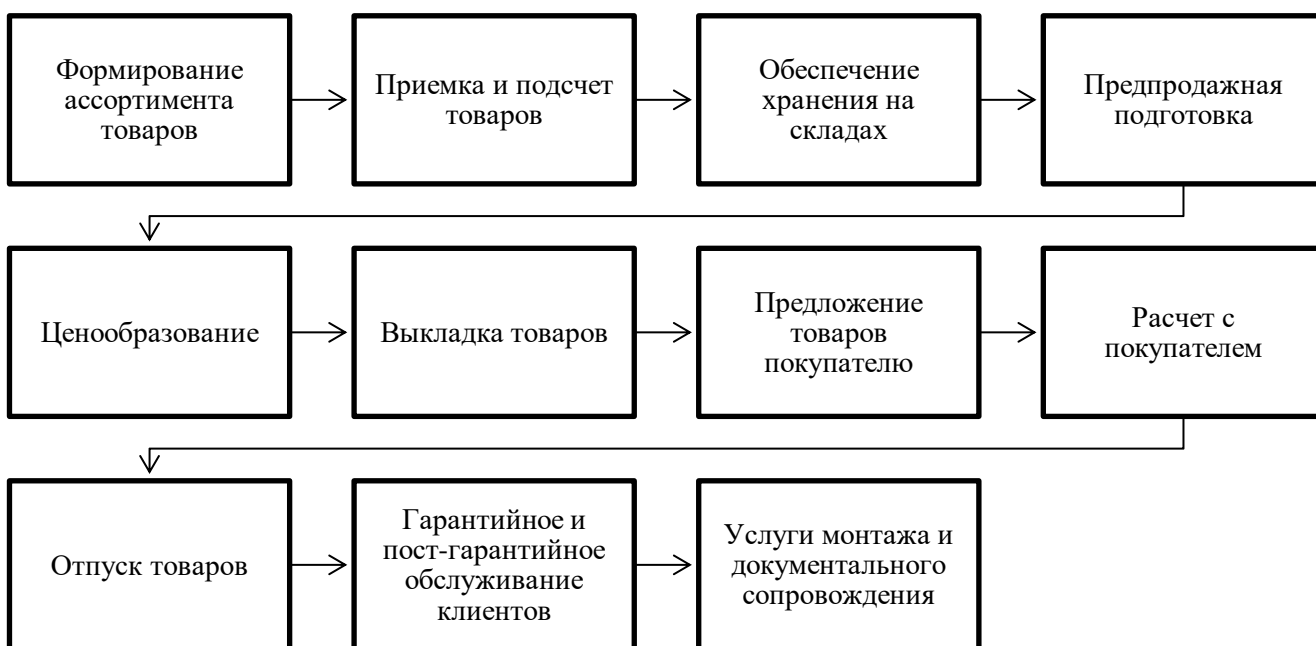 Формирование
ассортимента
товаров
Приемка и подсчет
товаров
Обеспечение
хранения на
складах
Предпродажная
подготовка
Ценообразование
Выкладка товаров
Предложение
товаров
покупателю
Расчет с
покупателем
Отпуск товаров
Гарантийное и
пост-гарантийное
обслуживание
клиентов
Услуги монтажа и
документального
сопровождения